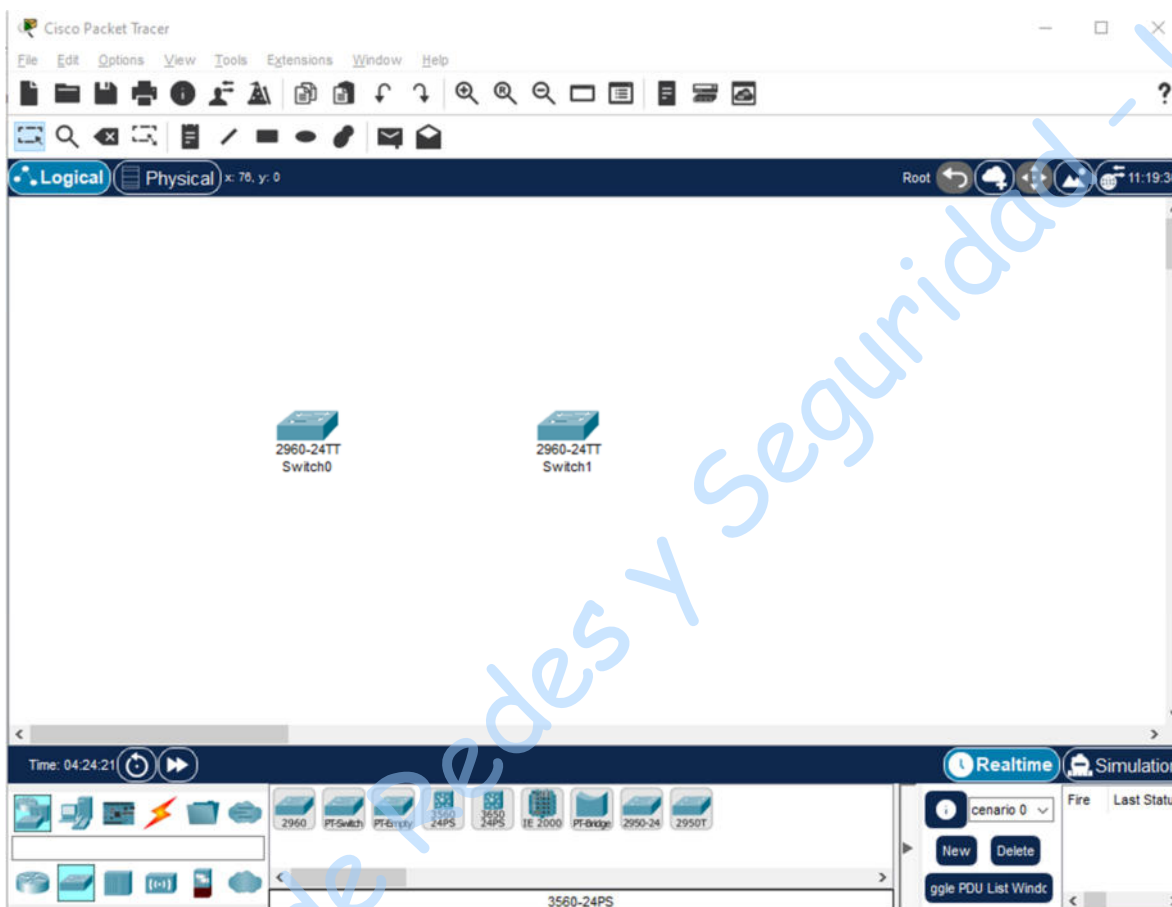 Cisco Packet Tracer
File Edit Options View Tools Extensions Window Help
?
Logical Physical x: 76, y: 0 Root 11:19:30
2960-24TT
Switch0
2960-24TT
Switch1
de Redes y Seguridad -
Time: 04:24:21 Realtime Simulation
2960 PT-Switch PT-Empty 3560 24PS 3650 24PS IE 2000 PT-Bridge 2950-24 2950T
cenario 0 Fire Last Statu
New Delete
ggle PDU List Windc
3560-24PS